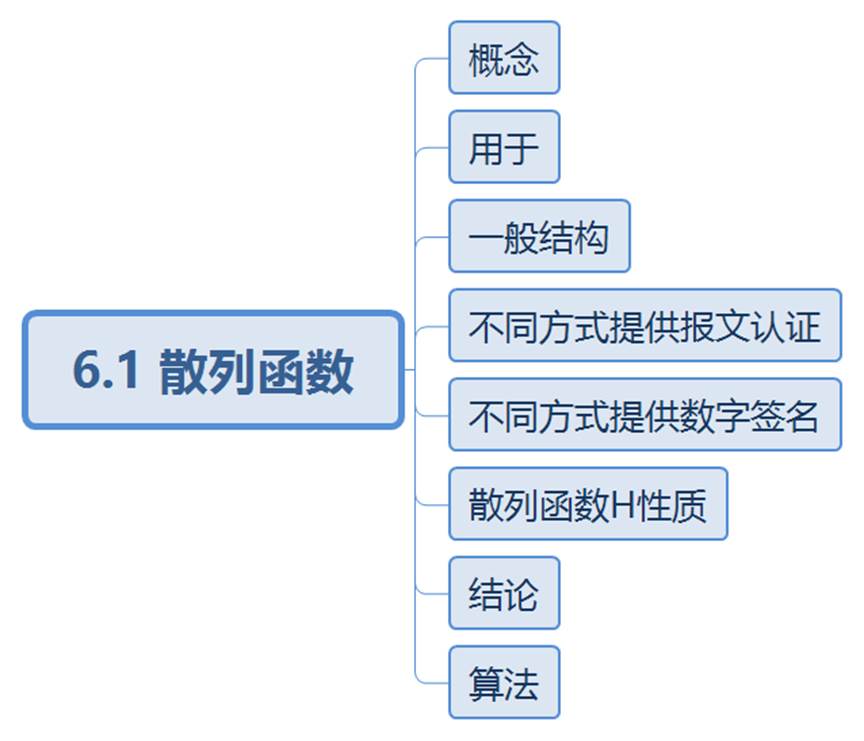 概念
用于
一般结构
不同方式提供报文认证
6.1 散列函数
不同方式提供数字签名
散列函数H性质
结论
算法